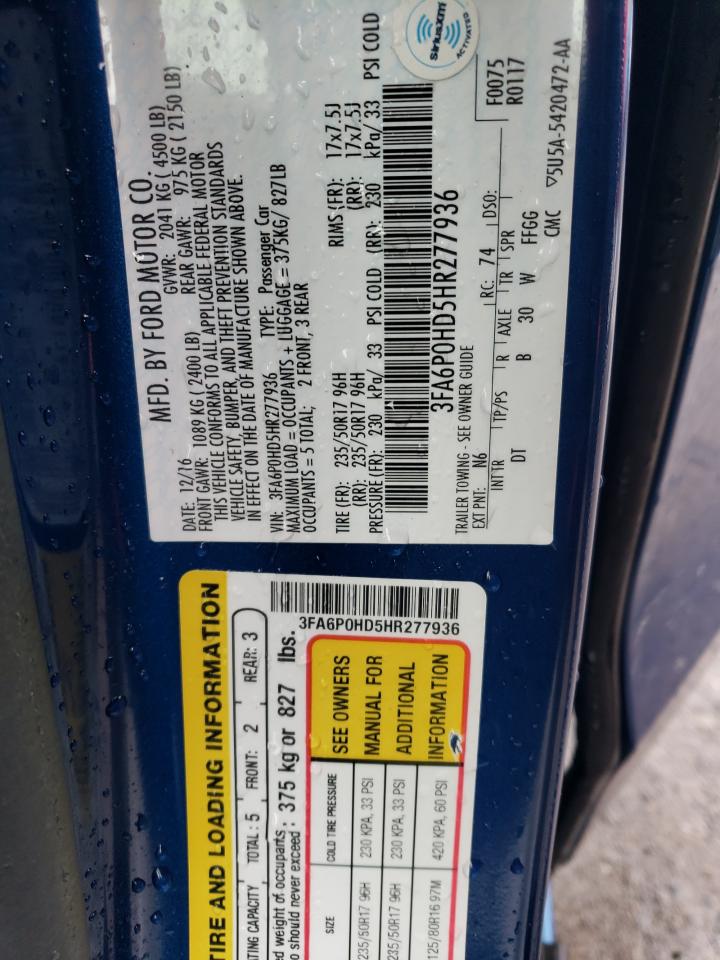 MFD. BY FORD MOTOR CO.
DATE: 12/16 GVWR: 2041 KG ( 4500 LB)
FRONT GAWR: 1089 KG ( 2400 LB) REAR GAWR: 975 KG ( 2150 LB)
THIS VEHICLE CONFORMS TO ALL APPLICABLE FEDERAL MOTOR
VEHICLE SAFETY, BUMPER, AND THEFT PREVENTION STANDARDS
IN EFFECT ON THE DATE OF MANUFACTURE SHOWN ABOVE.
VIN: 3FA6P0HD5HR277936 TYPE: Passenger Car
MAXIMUM LOAD = OCCUPANTS + LUGGAGE = 375KG/ 827LB
OCCUPANTS = 5 TOTAL; 2 FRONT, 3 REAR
TIRE (FR): 235/50R17 96H RIMS (FR): 17x7.5J
(RR): 235/50R17 96H (RR): 17x7.5J
PRESSURE (FR): 230 kPa/ 33 PSI COLD (RR): 230 kPa/ 33 PSI COLD
siriusxm
ACTIVATED
3FA6P0HD5HR277936
TRAILER TOWING - SEE OWNER GUIDE
EXT PNT: N6 RC: 74 DSO: F0075
R0117
INTTR TP/PS R AXLE TR SPR
DT B 30 W FFGG
CMC
▽5U5A-5420472-AA
TIRE AND LOADING INFORMATION
TING CAPACITY TOTAL : 5 FRONT: 2 REAR: 3
ed weight of occupants
o should never exceed : 375 kg or 827 lbs.
3FA6P0HD5HR277936
SIZE COLD TIRE PRESSURE
235/50R17 96H 230 KPA, 33 PSI
235/50R17 96H 230 KPA, 33 PSI
125/80R16 97M 420 KPA, 60 PSI
SEE OWNERS
MANUAL FOR
ADDITIONAL
INFORMATION